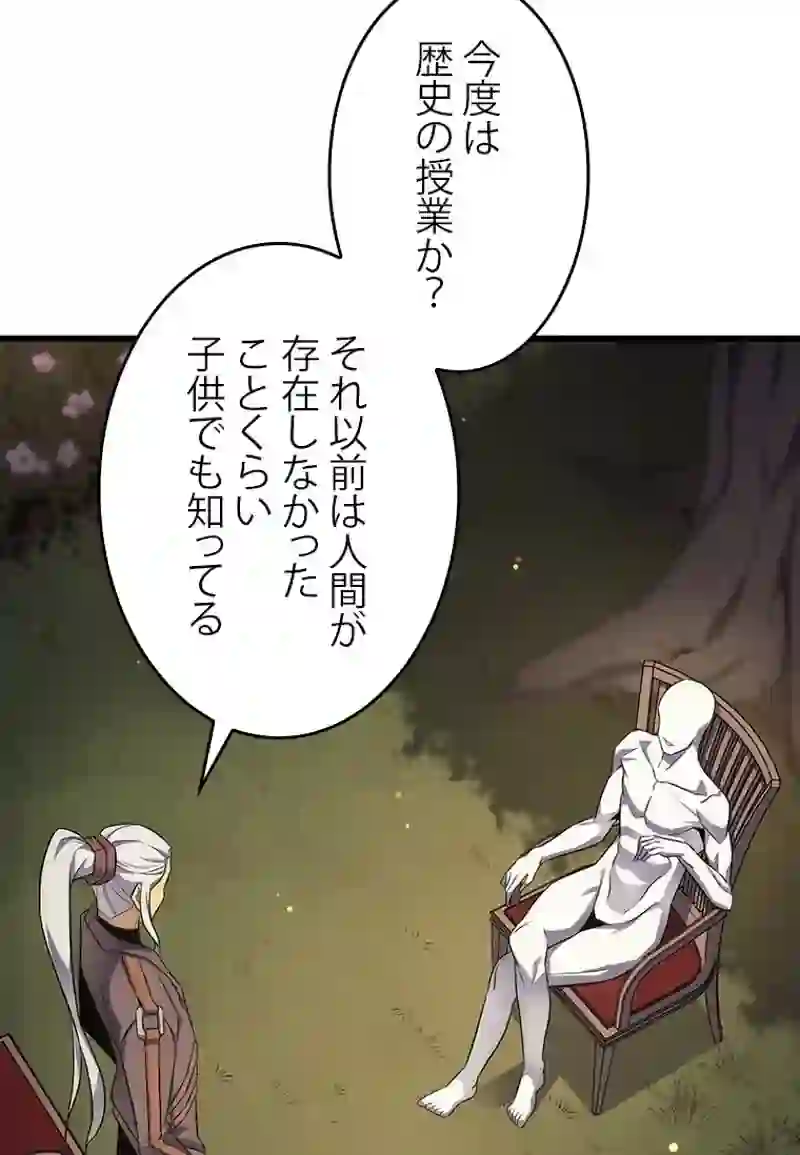 今度は
歴史の授業か？
それ以前は人間が
存在しなかった
ことくらい
子供でも知ってる